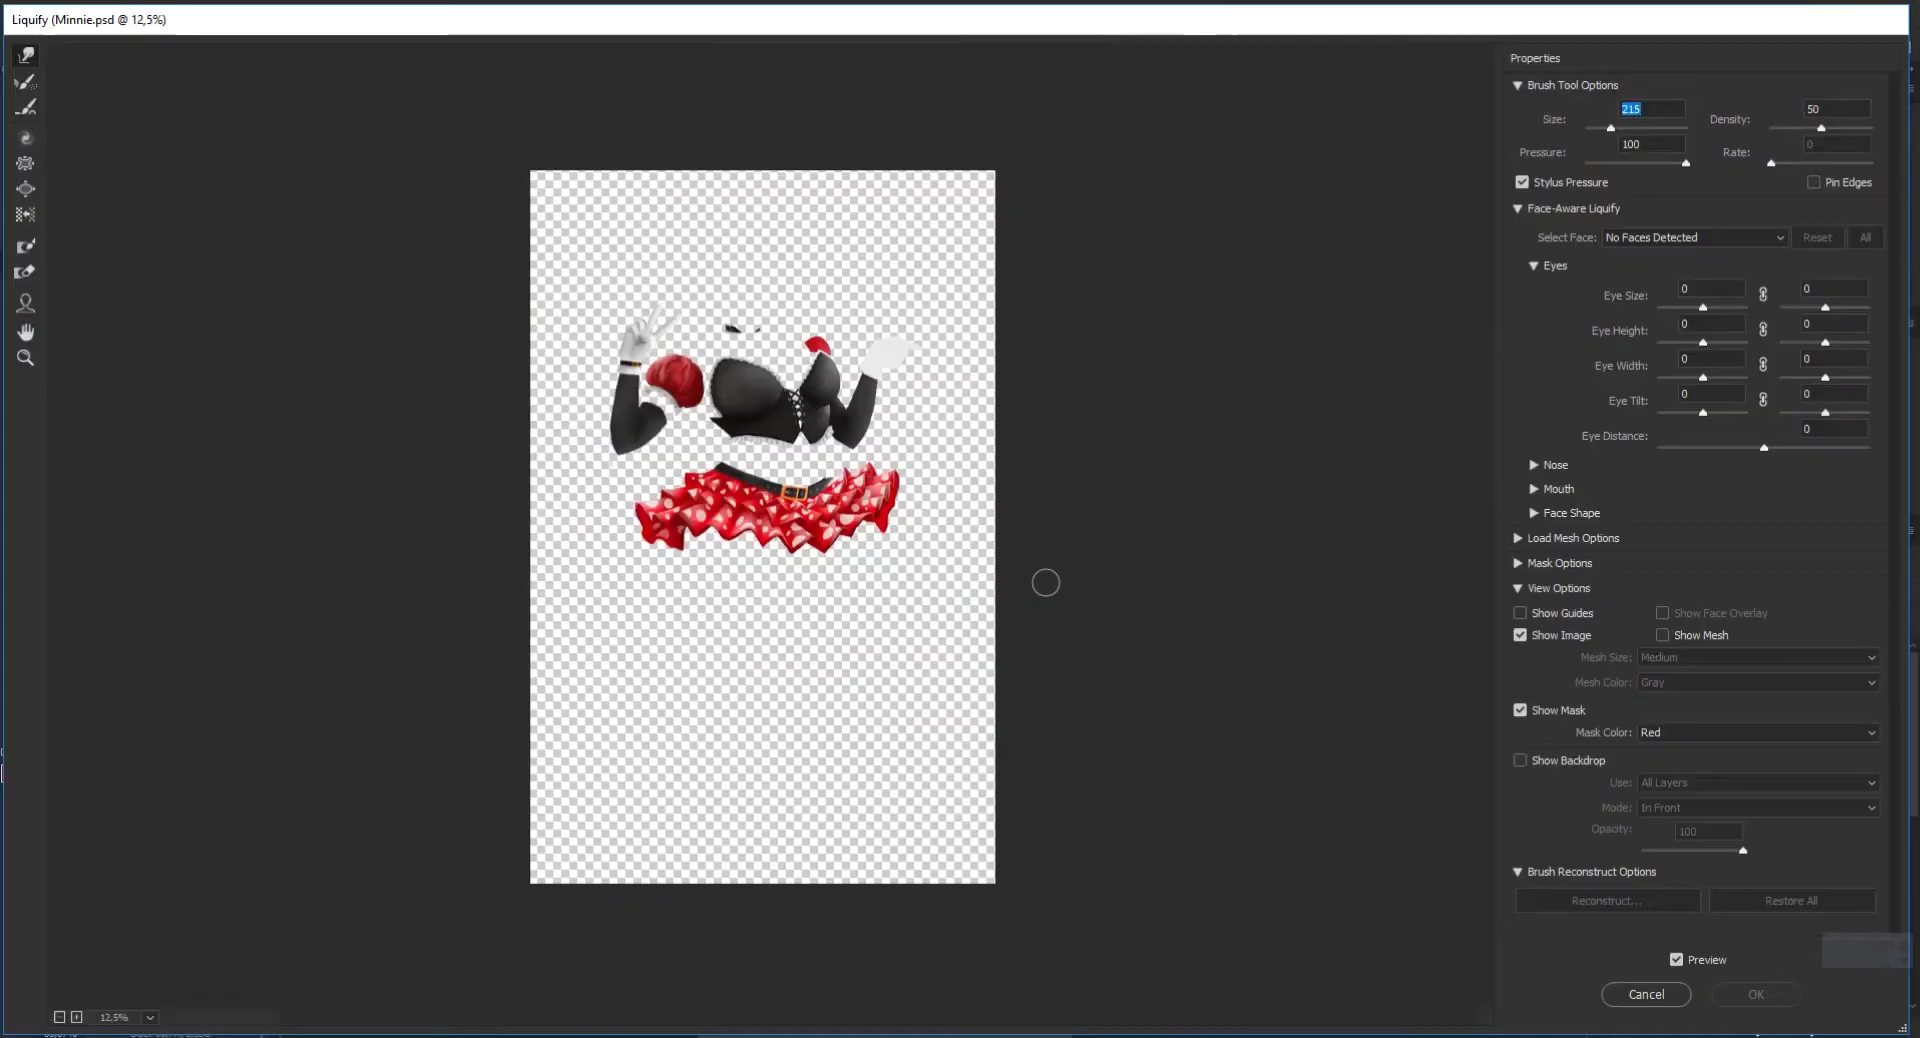 Liquify (Minnie.psd @ 12,5%)
Properties
Brush Tool Options
Size: 215 Density: 50
Pressure: 100 Rate: 0
Stylus Pressure Pin Edges
Face-Aware Liquify
Select Face: No Faces Detected Reset All
Eyes
Eye Size: 0 0
Eye Height: 0 0
Eye Width: 0 0
Eye Tilt: 0 0
Eye Distance: 0
Nose
Mouth
Face Shape
Load Mesh Options
Mask Options
View Options
Show Guides Show Face Overlay
Show Image Show Mesh
Mesh Size: Medium
Mesh Color: Gray
Show Mask
Mask Color: Red
Show Backdrop
Use: All Layers
Mode: In Front
Opacity: 100
Brush Reconstruct Options
Reconstruct... Restore All
Preview
Cancel OK
12,5%